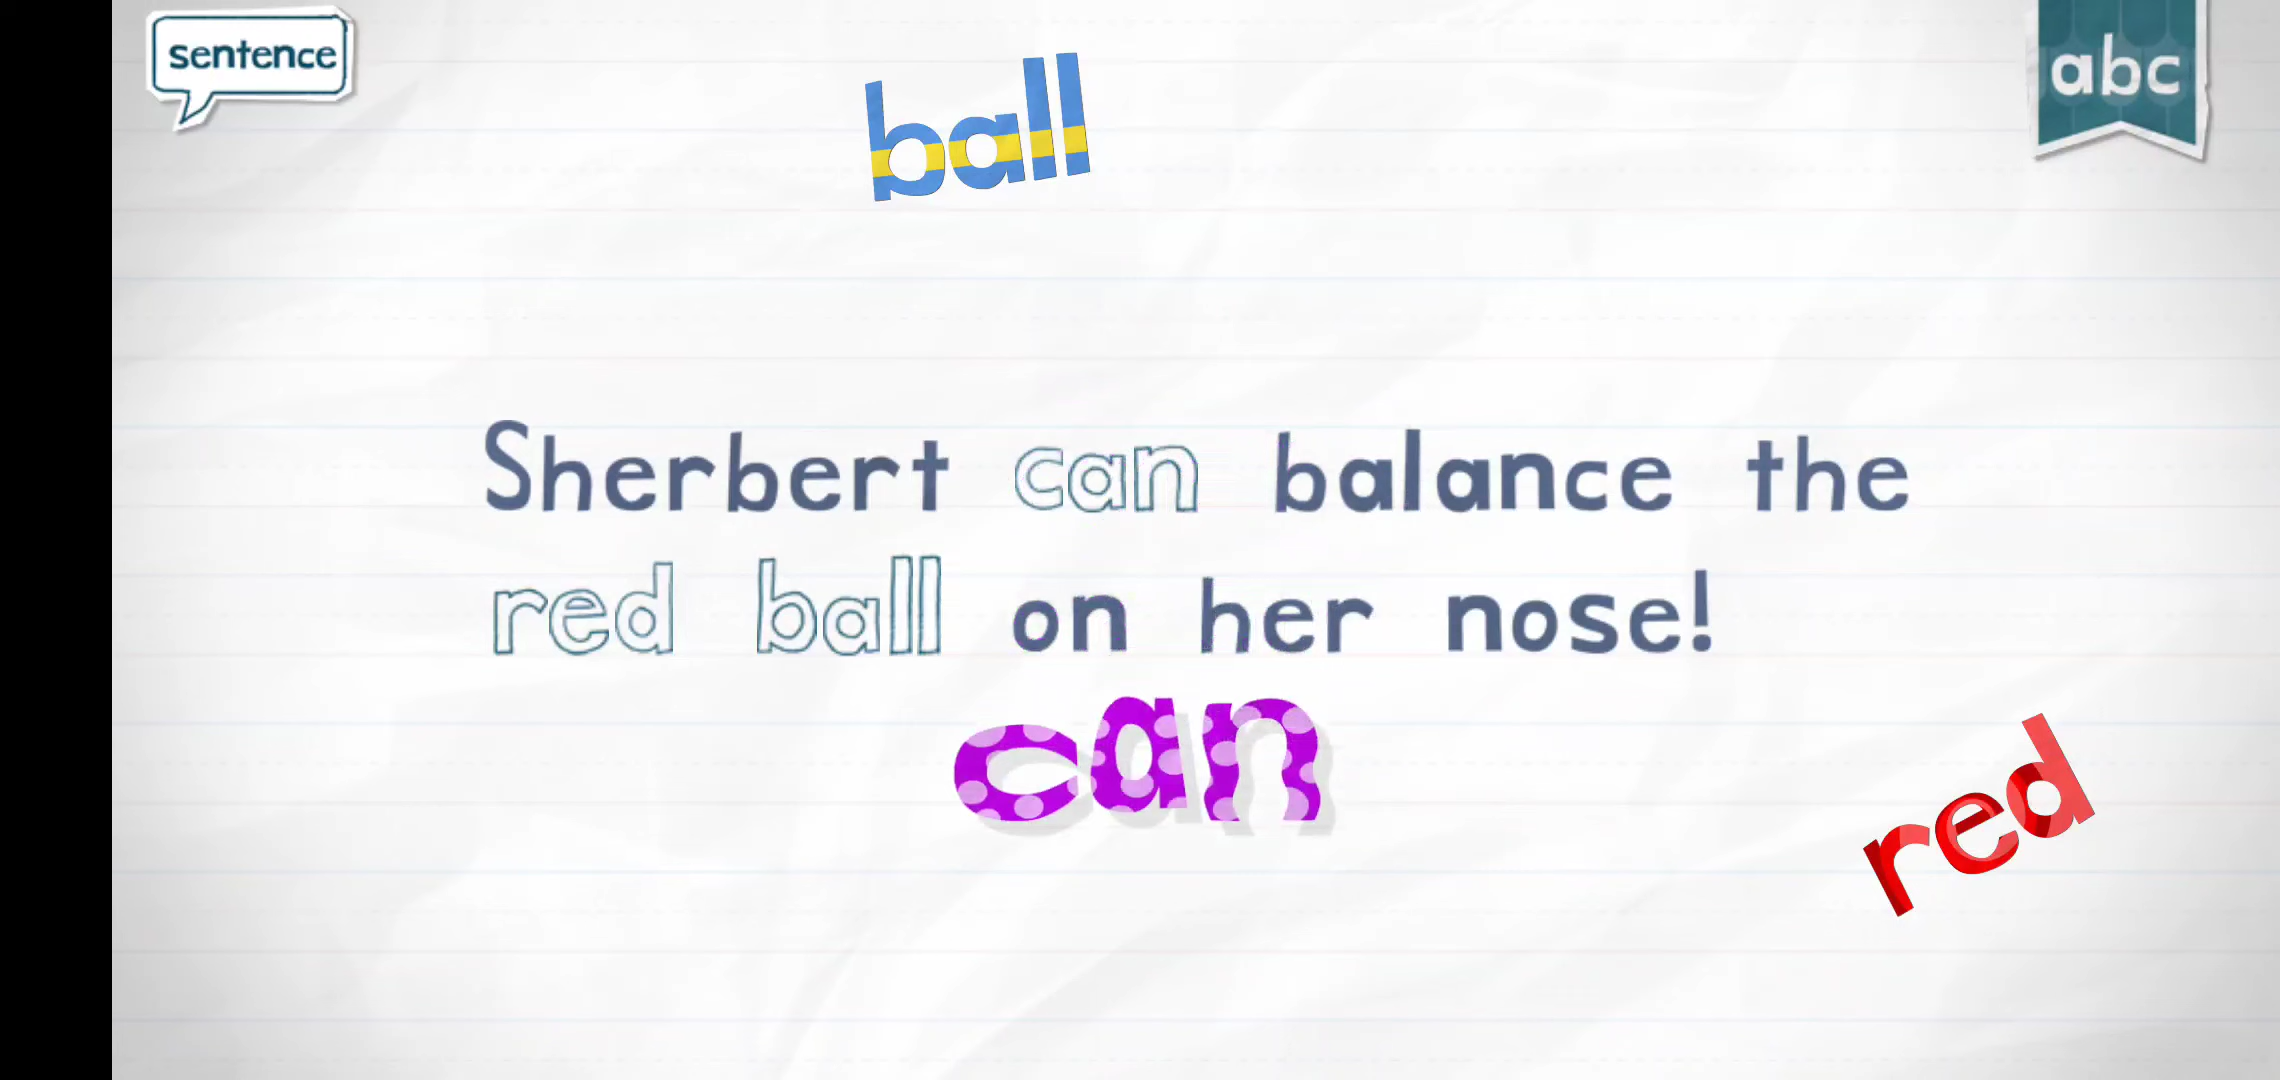 sentence
abc
ball
Sherbert can balance the
red ball on her nose!
can
red